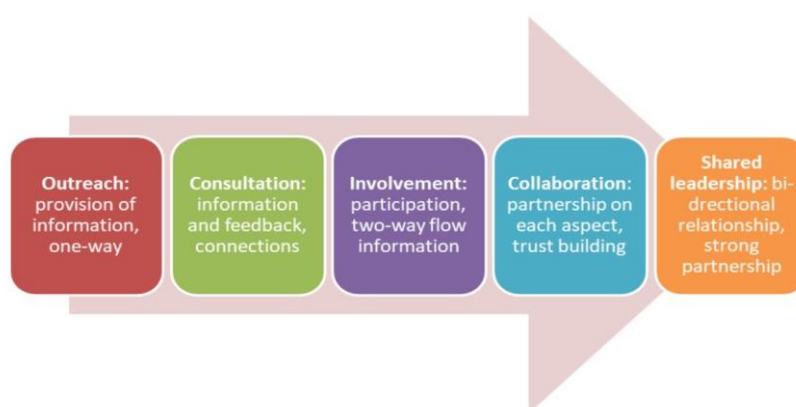 Outreach:
provision of
information,
one-way
Consultation:
information
and feedback,
connections
Involvement:
participation,
two-way flow
information
Collaboration:
partnership on
each aspect,
trust building
Shared
leadership: bi-
drectional
relationship,
strong
partnership